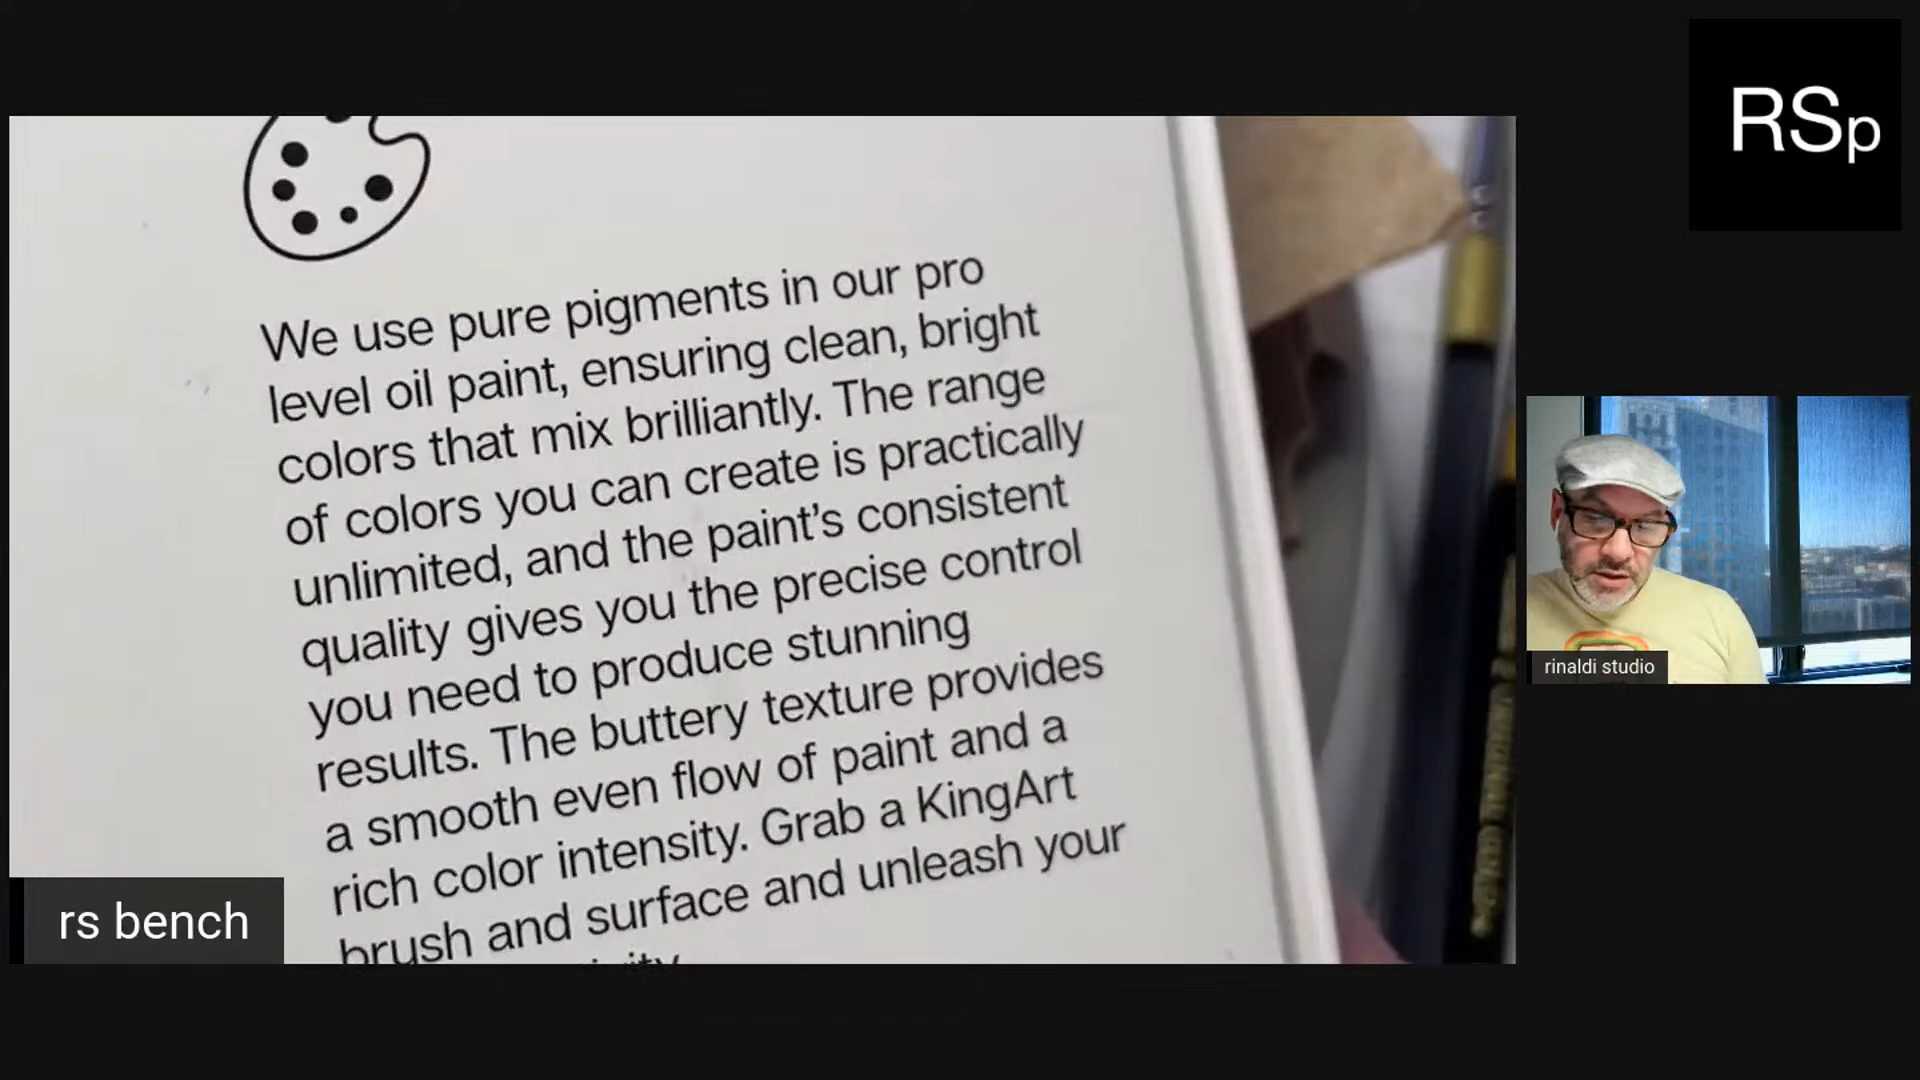 RSp
We use pure pigments in our pro
level oil paint, ensuring clean, bright
colors that mix brilliantly. The range
of colors you can create is practically
unlimited, and the paint's consistent
quality gives you the precise control
you need to produce stunning
results. The buttery texture provides
a smooth even flow of paint and a
rich color intensity. Grab a KingArt
brush and surface and unleash your
rs bench
rinaldi studio